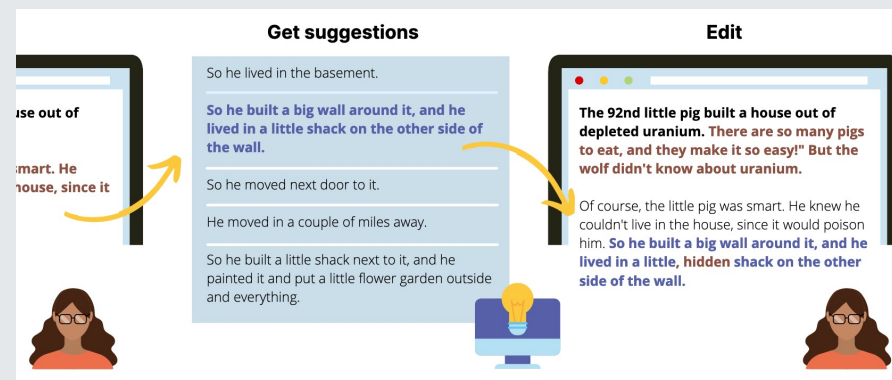 Get suggestions
Edit
use out of
smart. He
house, since it
So he lived in the basement.
So he built a big wall around it, and he
lived in a little shack on the other side of
the wall.
So he moved next door to it.
He moved in a couple of miles away.
So he built a little shack next to it, and he
painted it and put a little flower garden outside
and everything.
The 92nd little pig built a house out of
depleted uranium. There are so many pigs
to eat, and they make it so easy!" But the
wolf didn't know about uranium.
Of course, the little pig was smart. He knew he
couldn't live in the house, since it would poison
him. So he built a big wall around it, and he
lived in a little, hidden shack on the other
side of the wall.